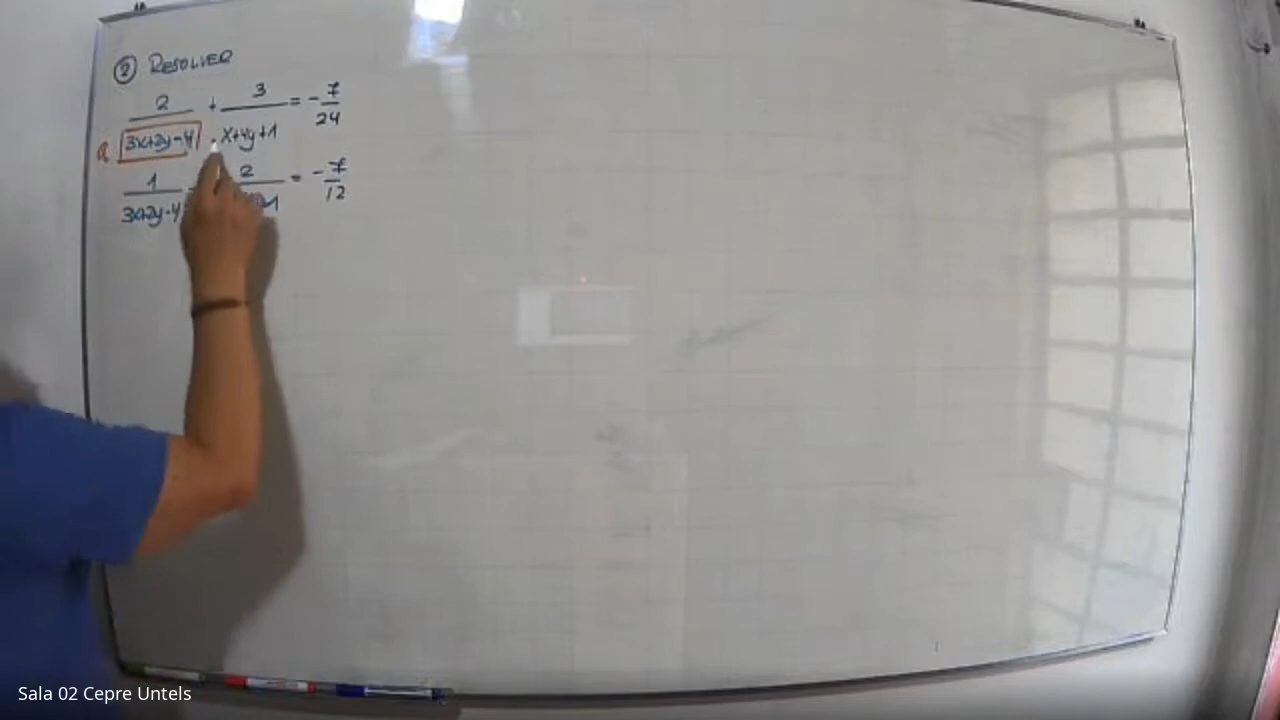 ② RESOLVER
2/(3x+2y-4) + 3/(x+4y+1) = -7/24
a
1/(3x+2y-4) 2 = -7/12
Sala 02 Cepre Untels